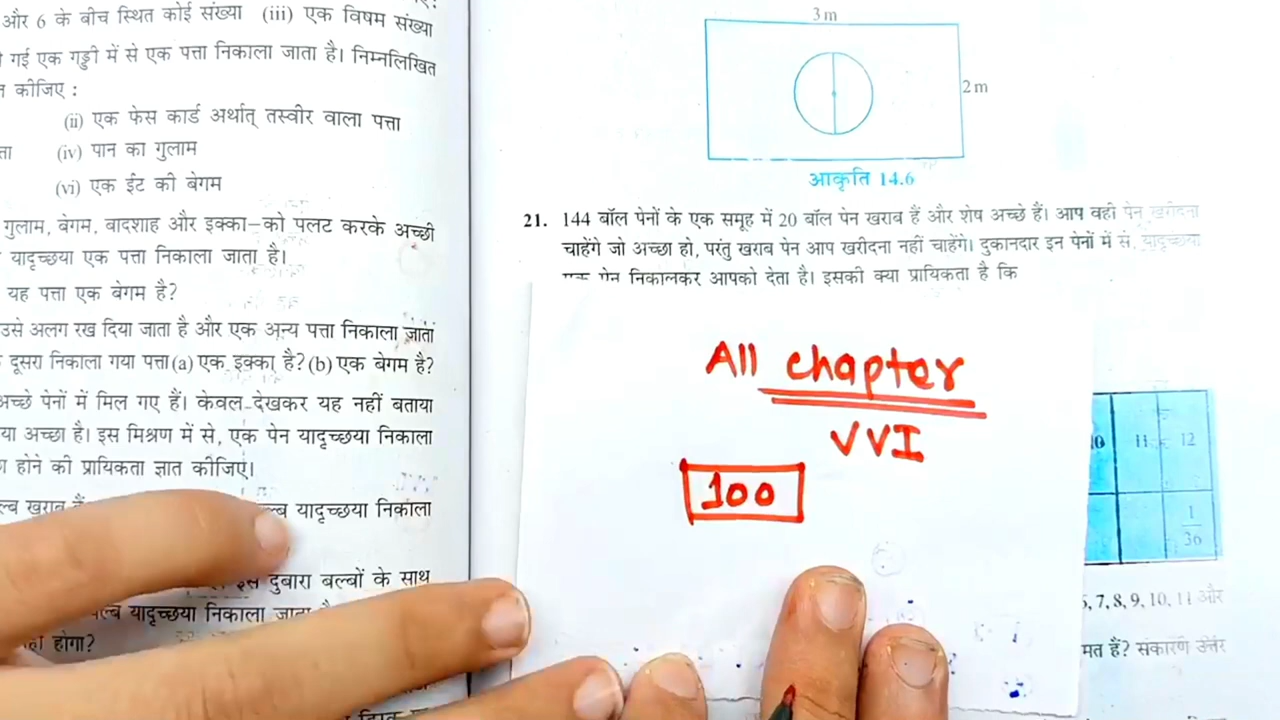 और 6 के बीच स्थित कोई संख्या (iii) एक विषम संख्या
गई एक गड्डी में से एक पत्ता निकाला जाता है। निम्नलिखित
कीजिए :
(ii) एक फेस कार्ड अर्थात् तस्वीर वाला पत्ता
(iv) पान का गुलाम
(vi) एक ईंट की बेगम
गुलाम, बेगम, बादशाह और इक्का—को पलट करके अच्छी
यादृच्छया एक पत्ता निकाला जाता है।
यह पत्ता एक बेगम है?
उसे अलग रख दिया जाता है और एक अन्य पत्ता निकाला जाता
दूसरा निकाला गया पत्ता (a) एक इक्का है? (b) एक बेगम है?
अच्छे पेनों में मिल गए हैं। केवल देखकर यह नहीं बताया
या अच्छा है। इस मिश्रण में से, एक पेन यादृच्छया निकाला
होने की प्रायिकता ज्ञात कीजिए।
खराब यादृच्छया निकाला
दुबारा बल्बों के साथ
यादृच्छया निकाला
होगा?
3 m
2 m
आकृति 14.6
21. 144 बॉल पेनों के एक समूह में 20 बॉल पेन खराब हैं और शेष अच्छे हैं। आप वही पेन खरीदना
चाहेंगे जो अच्छा हो, परंतु खराब पेन आप खरीदना नहीं चाहेंगे। दुकानदार इन पेनों में से, यादृच्छया
पेन निकालकर आपको देता है। इसकी क्या प्रायिकता है कि
All chapter
VVI
100
11 12
1
36
7, 8, 9, 10, 11 और
हैं? सकारण उत्तर